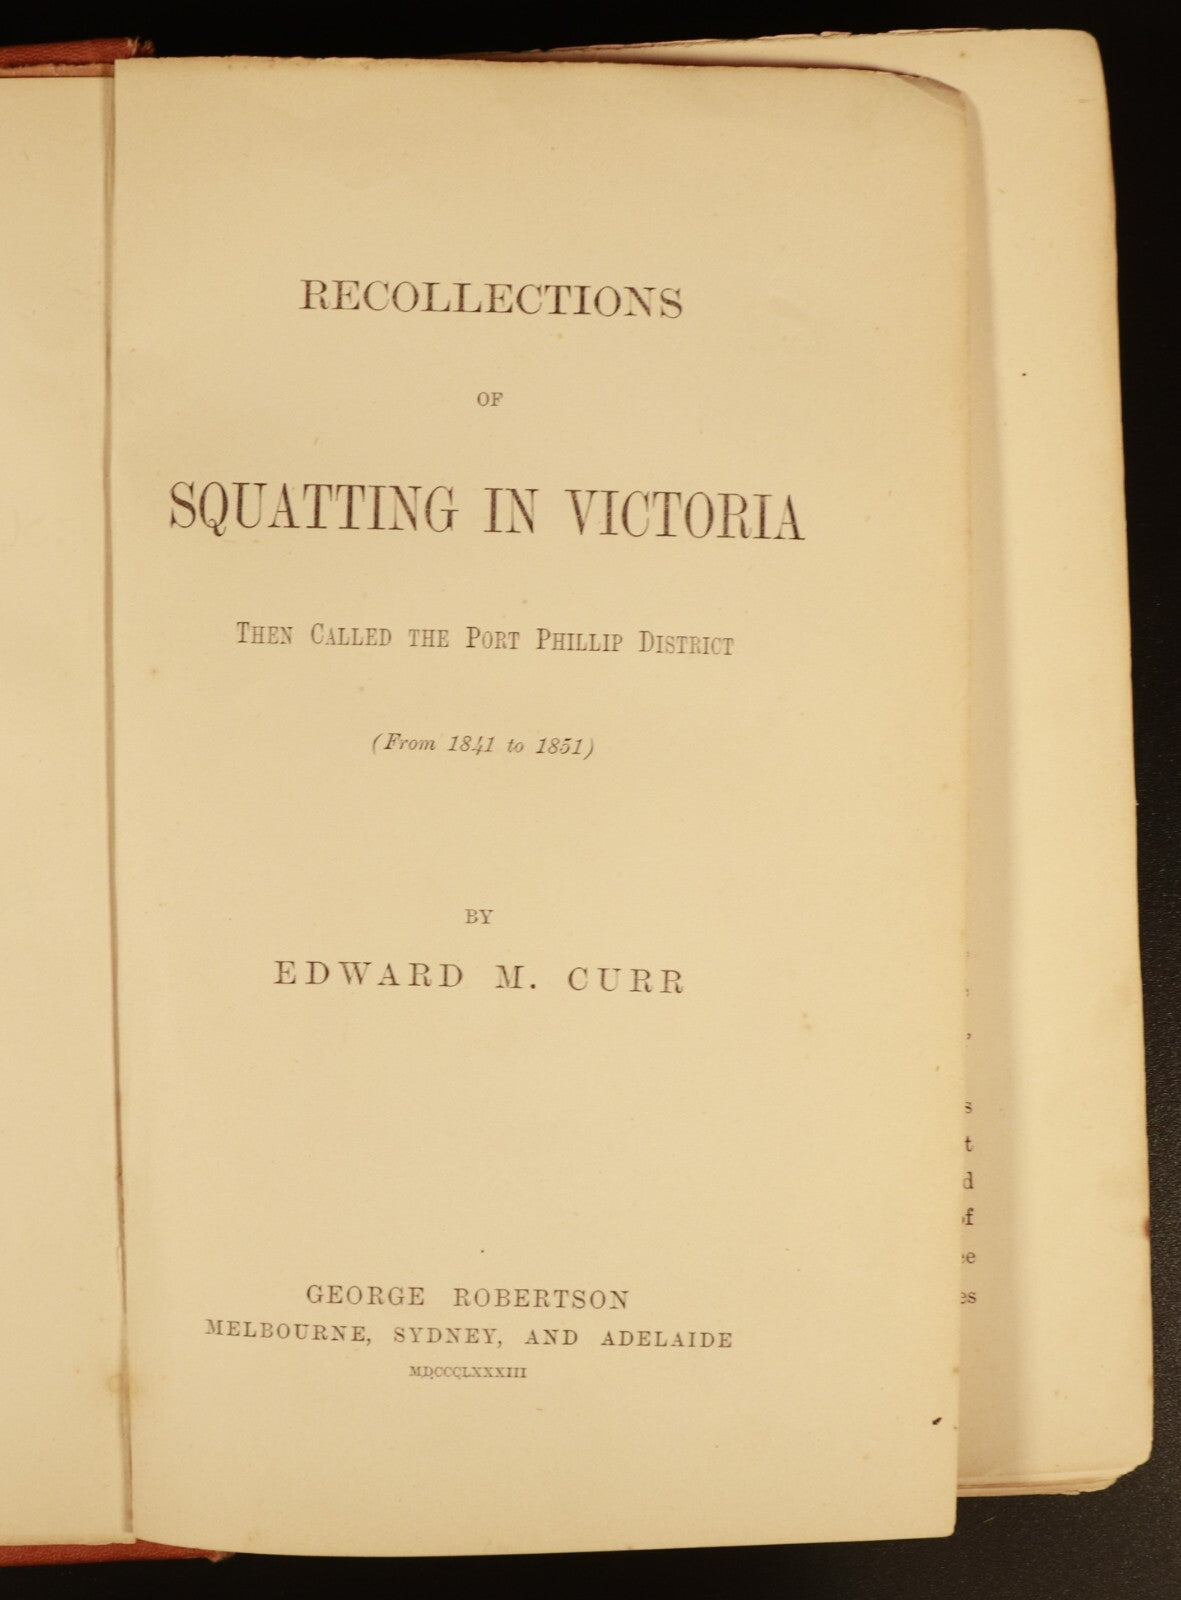 RECOLLECTIONS
OF
SQUATTING IN VICTORIA
THEN CALLED THE PORT PHILLIP DISTRICT
(From 1841 to 1851)
BY
EDWARD M. CURR
GEORGE ROBERTSON
MELBOURNE, SYDNEY, AND ADELAIDE
MDCCCLXXXIII